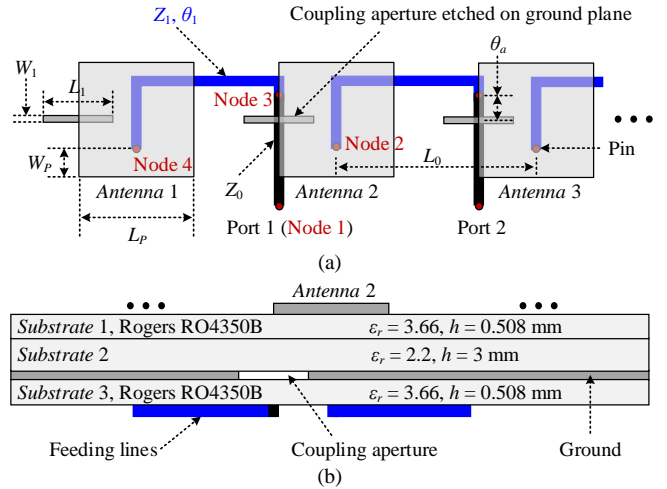 Z₁, θ₁
Coupling aperture etched on ground plane
θₐ
W₁
L₁
Node 3
W_P
Node 4
Node 2
L₀
Pin
Z₀
Antenna 1
Antenna 2
Antenna 3
L_P
Port 1 (Node 1)
Port 2
(a)
Antenna 2
Substrate 1, Rogers RO4350B εᵣ = 3.66, h = 0.508 mm
Substrate 2 εᵣ = 2.2, h = 3 mm
Substrate 3, Rogers RO4350B εᵣ = 3.66, h = 0.508 mm
Feeding lines
Coupling aperture
Ground
(b)